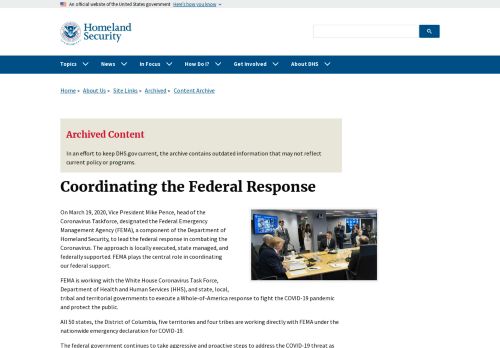 An official website of the United States government Here's how you know
Homeland
Security
Topics News In Focus How Do I? Get Involved About DHS
Home About Us Site Links Archived Content Archive
Archived Content
In an effort to keep DHS.gov current, the archive contains outdated information that may not reflect
current policy or programs.
Coordinating the Federal Response
On March 19, 2020, Vice President Mike Pence, head of the
Coronavirus Taskforce, designated the Federal Emergency
Management Agency (FEMA), a component of the Department
of Homeland Security, to lead the federal response in combating the
Coronavirus. The approach is locally executed, state managed, and
federally supported. FEMA plays the central role in coordinating
our federal support.
FEMA is working with the White House Coronavirus Task Force,
Department of Health and Human Services (HHS), and state, local,
tribal and territorial governments to execute a Whole-of-America response to fight the COVID-19 pandemic
and protect the public.
All 50 states, the District of Columbia, five territories and four tribes are working directly with FEMA under the
nationwide emergency declaration for COVID-19.
The federal government continues to take aggressive and proactive steps to address the COVID-19 threat as